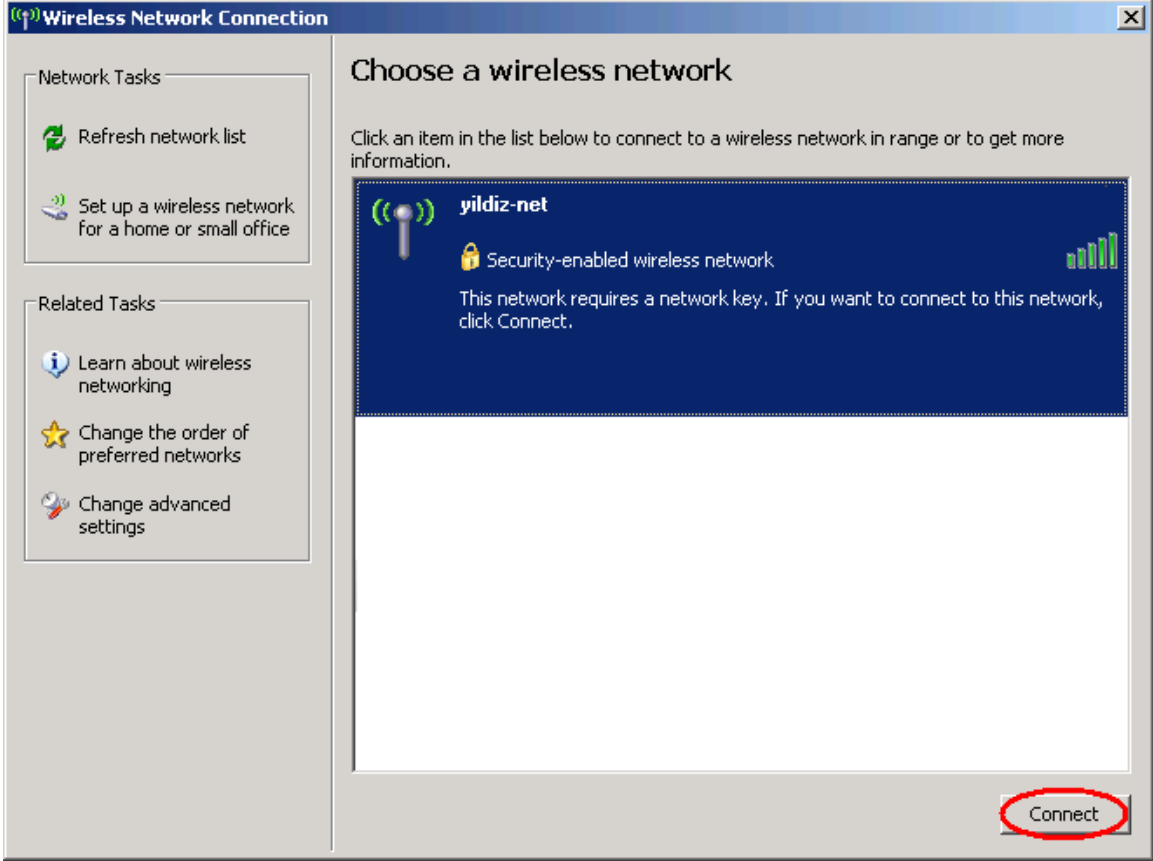 Wireless Network Connection
Network Tasks
Refresh network list
Set up a wireless network
for a home or small office
Related Tasks
Learn about wireless
networking
Change the order of
preferred networks
Change advanced
settings
Choose a wireless network
Click an item in the list below to connect to a wireless network in range or to get more
information.
yildiz-net
Security-enabled wireless network
This network requires a network key. If you want to connect to this network,
click Connect.
Connect